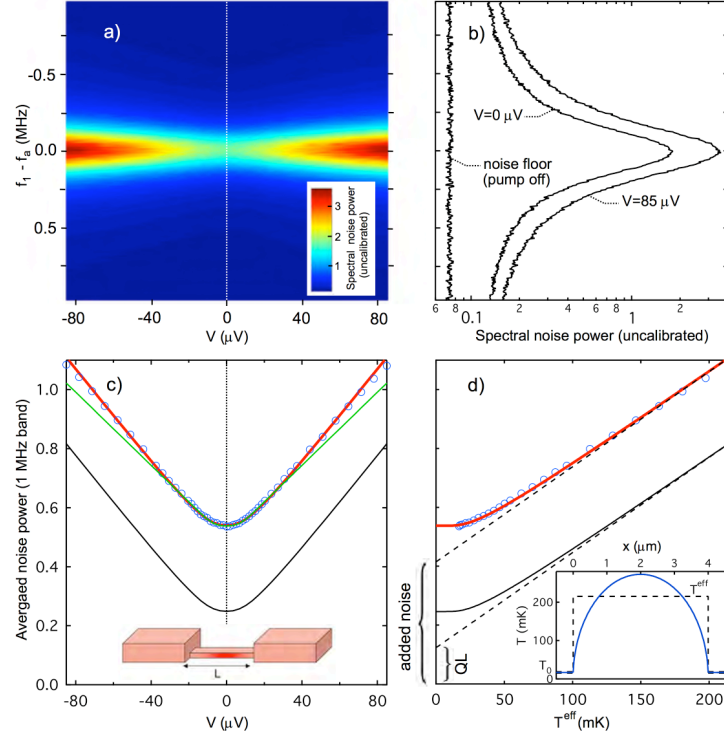 a)
f₁ - fₐ (MHz)
-0.5
0.0
0.5
-80
-40
0
40
80
V (µV)
3
2
1
Spectral noise power
(uncalibrated)
b)
V=0 µV
noise floor
(pump off)
V=85 µV
6
8
0.1
2
4
6
8
1
2
Spectral noise power (uncalibrated)
c)
Avergaed noise power (1 MHz band)
1.0
0.8
0.6
0.4
0.2
0.0
L
-80
-40
0
40
80
V (µV)
d)
added noise
QL
x (µm)
0
1
2
3
4
T (mK)
200
100
0
T
Tᵉᶠᶠ
0
50
100
150
200
Tᵉᶠᶠ(mK)